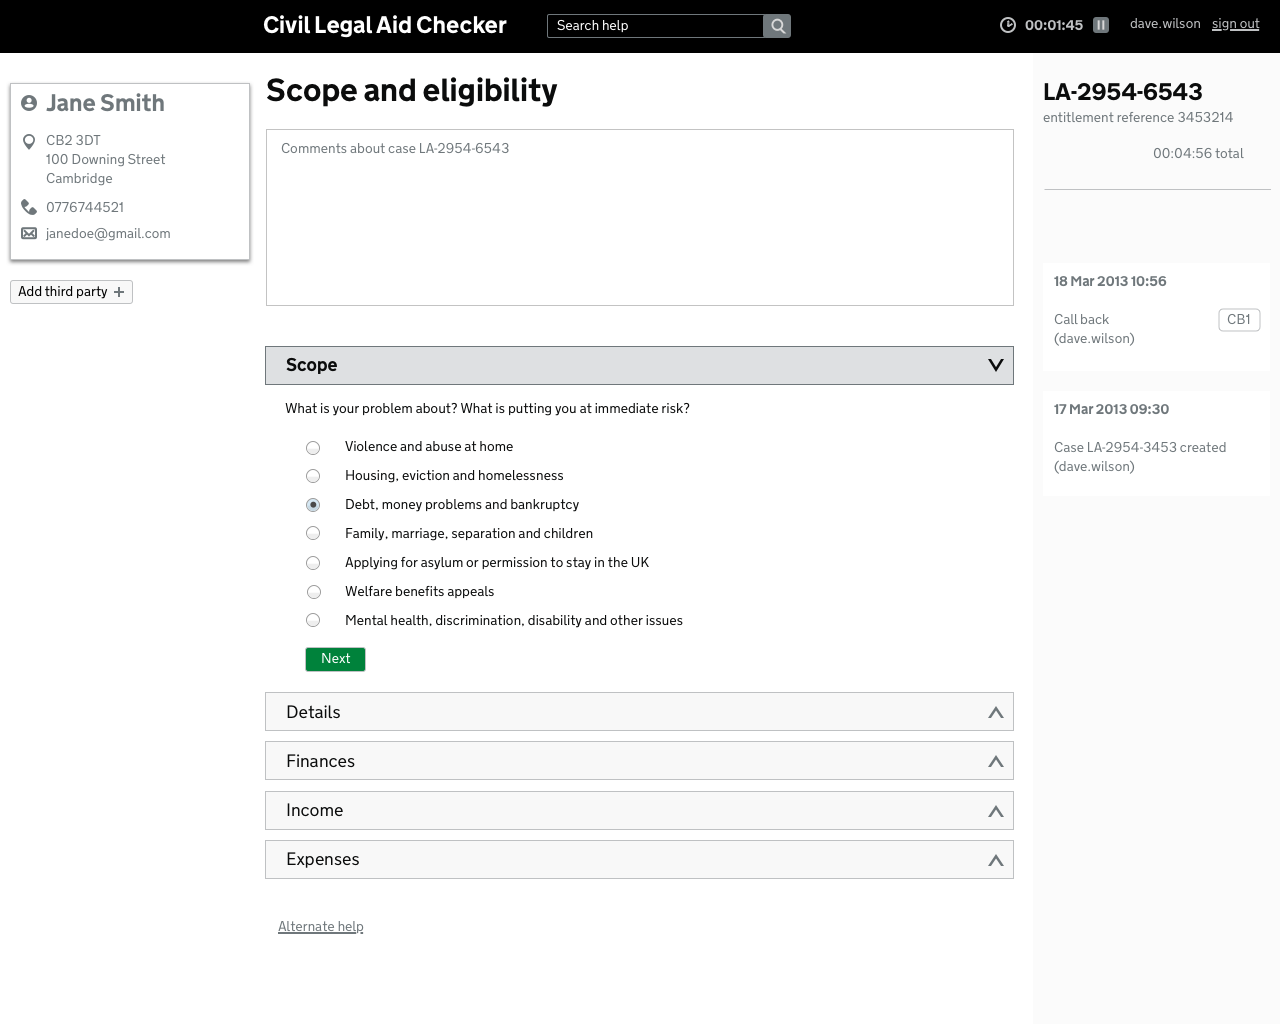 Civil Legal Aid Checker
Search help
00:01:45
dave.wilson
sign out
Jane Smith
CB2 3DT
100 Downing Street
Cambridge
0776744521
janedoe@gmail.com
Add third party
Scope and eligibility
Comments about case LA-2954-6543
Scope
What is your problem about? What is putting you at immediate risk?
Violence and abuse at home
Housing, eviction and homelessness
Debt, money problems and bankruptcy
Family, marriage, separation and children
Applying for asylum or permission to stay in the UK
Welfare benefits appeals
Mental health, discrimination, disability and other issues
Next
Details
Finances
Income
Expenses
Alternate help
LA-2954-6543
entitlement reference 3453214
00:04:56 total
18 Mar 2013 10:56
Call back
CB1
(dave.wilson)
17 Mar 2013 09:30
Case LA-2954-3453 created
(dave.wilson)